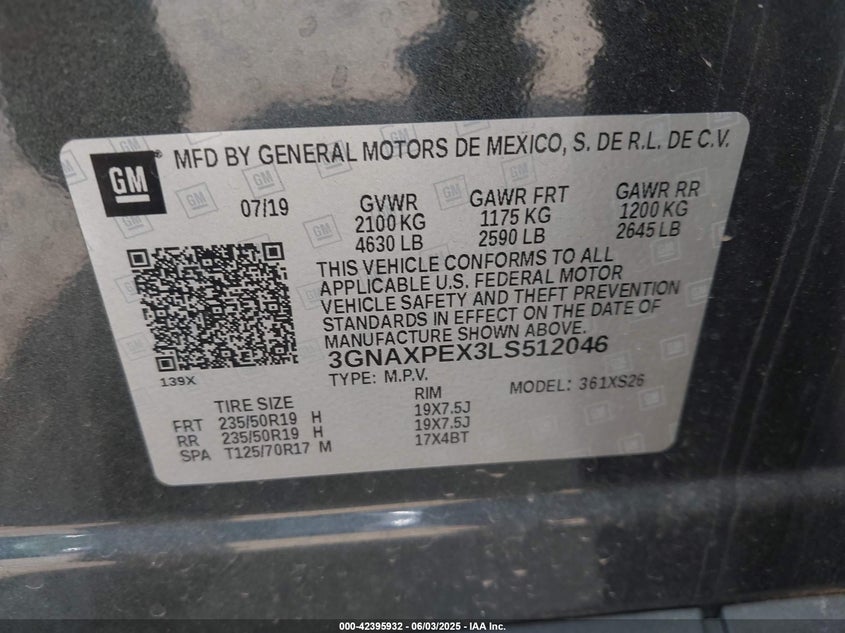 GM
® MFD BY GENERAL MOTORS DE MEXICO, S. DE R.L. DE C.V.
07/19 GVWR GAWR FRT GAWR RR
2100 KG 1175 KG 1200 KG
4630 LB 2590 LB 2645 LB
THIS VEHICLE CONFORMS TO ALL
APPLICABLE U.S. FEDERAL MOTOR
VEHICLE SAFETY AND THEFT PREVENTION
STANDARDS IN EFFECT ON THE DATE OF
MANUFACTURE SHOWN ABOVE.
3GNAXPEX3LS512046
139X TYPE: M.P.V. MODEL: 361XS26
TIRE SIZE RIM
FRT 235/50R19 H 19X7.5J
RR 235/50R19 H 19X7.5J
SPA T125/70R17 M 17X4BT
000-42395932 - 06/03/2025 - IAA Inc.